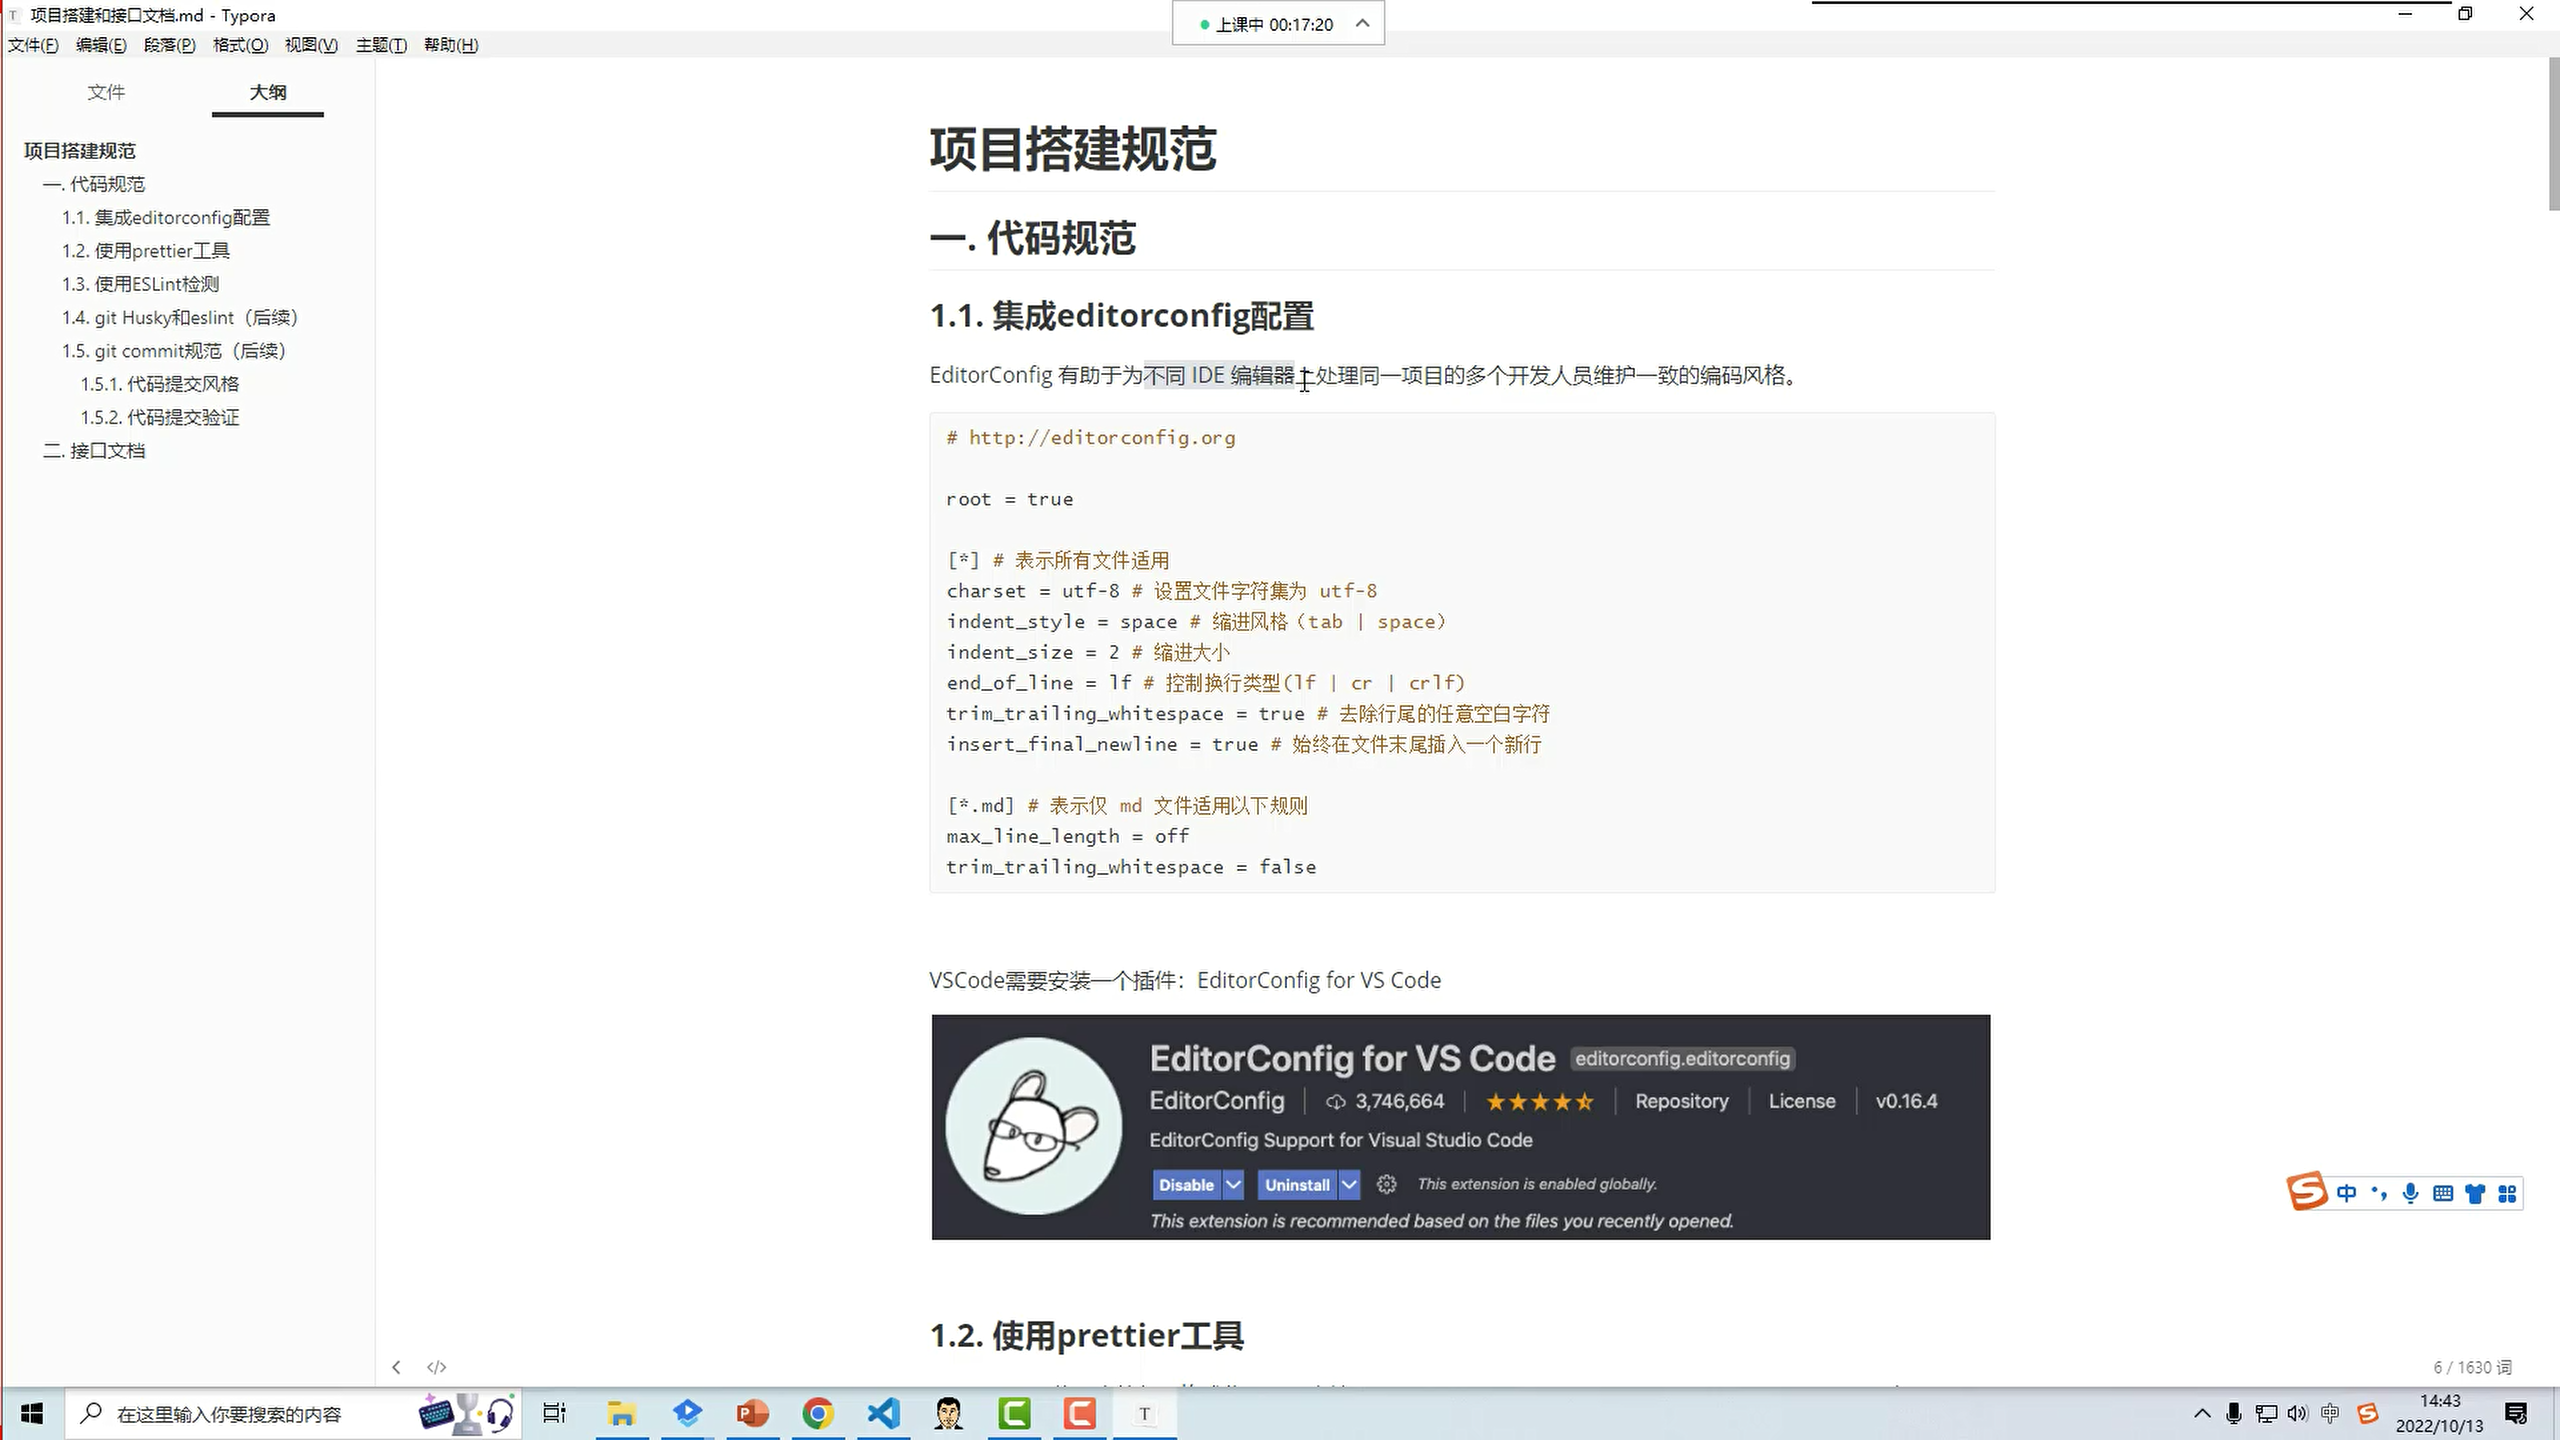 项目搭建和接口文档.md - Typora
上课中 00:17:20
文件(F) 编辑(E) 段落(P) 格式(O) 视图(V) 主题(T) 帮助(H)
文件 大纲
项目搭建规范
一. 代码规范
1.1. 集成editorconfig配置
1.2. 使用prettier工具
1.3. 使用ESLint检测
1.4. git Husky和eslint（后续）
1.5. git commit规范（后续）
1.5.1. 代码提交风格
1.5.2. 代码提交验证
二. 接口文档
项目搭建规范
一. 代码规范
1.1. 集成editorconfig配置
EditorConfig 有助于为不同 IDE 编辑器上处理同一项目的多个开发人员维护一致的编码风格。
# http://editorconfig.org
root = true
[*] # 表示所有文件适用
charset = utf-8 # 设置文件字符集为 utf-8
indent_style = space # 缩进风格（tab | space）
indent_size = 2 # 缩进大小
end_of_line = lf # 控制换行类型(lf | cr | crlf)
trim_trailing_whitespace = true # 去除行尾的任意空白字符
insert_final_newline = true # 始终在文件末尾插入一个新行
[*.md] # 表示仅 md 文件适用以下规则
max_line_length = off
trim_trailing_whitespace = false
VSCode需要安装一个插件：EditorConfig for VS Code
EditorConfig for VS Code editorconfig.editorconfig
EditorConfig 3,746,664 Repository License v0.16.4
EditorConfig Support for Visual Studio Code
Disable Uninstall This extension is enabled globally.
This extension is recommended based on the files you recently opened.
中
1.2. 使用prettier工具
6 / 1630 词
在这里输入你要搜索的内容
中
14:43
2022/10/13